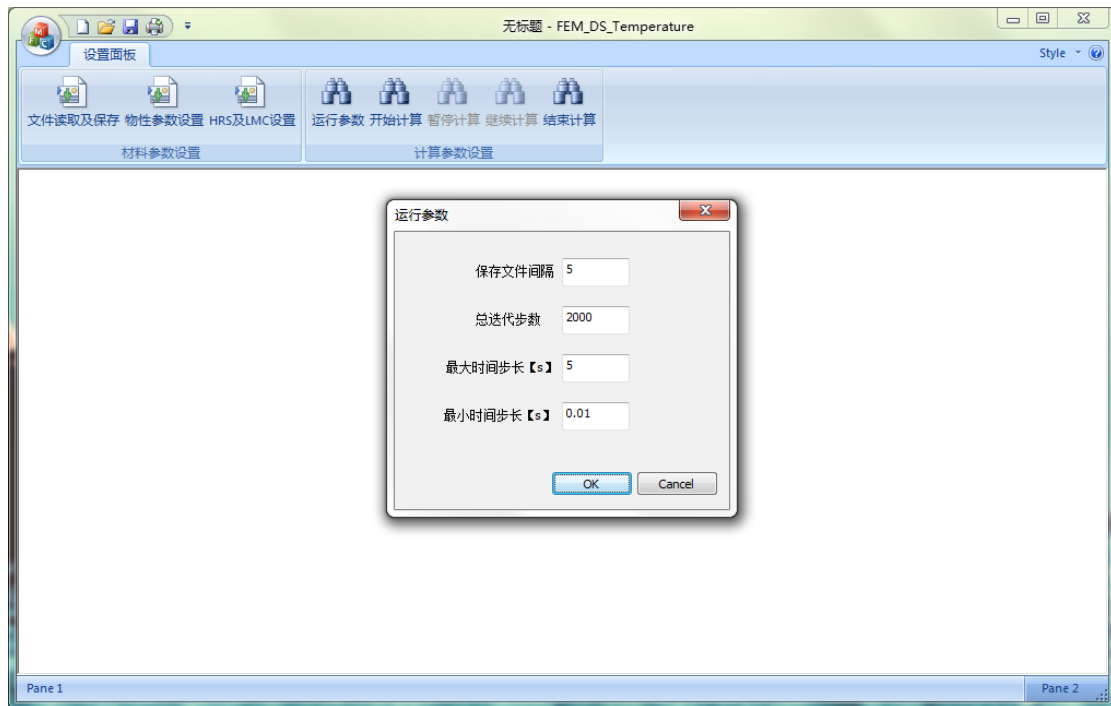 无标题 - FEM_DS_Temperature
设置面板
Style
文件读取及保存 物性参数设置 HRS及LMC设置 运行参数 开始计算 暂停计算 继续计算 结束计算
材料参数设置 计算参数设置
运行参数
保存文件间隔 5
总迭代步数 2000
最大时间步长【s】 5
最小时间步长【s】 0.01
OK Cancel
Pane 1 Pane 2